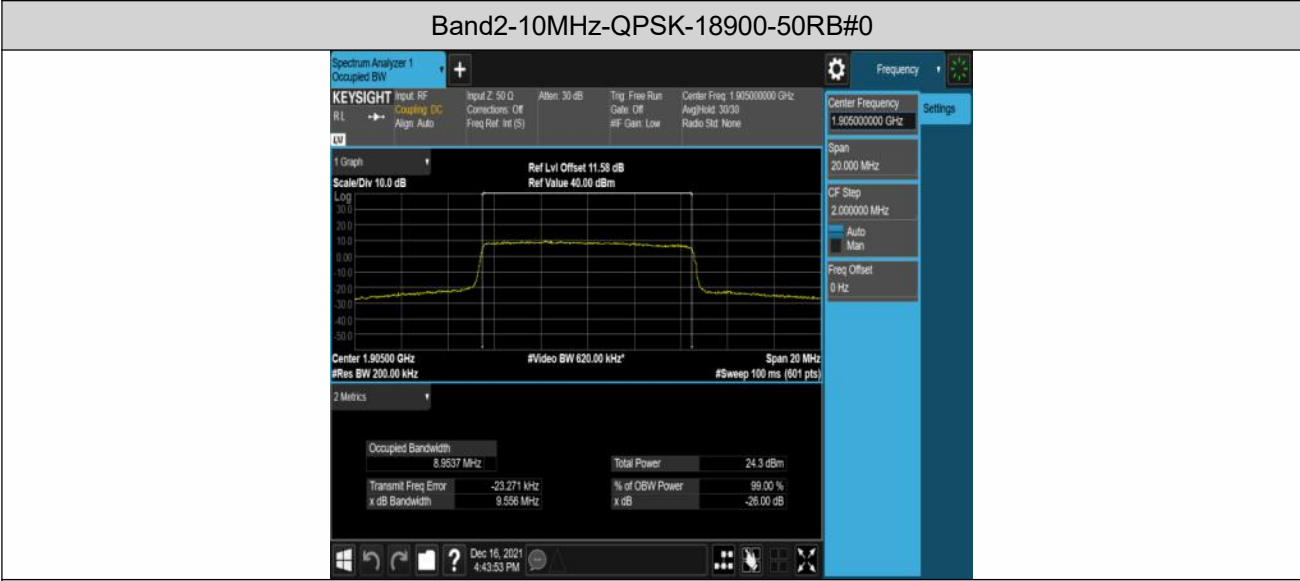 Band2-10MHz-QPSK-18900-50RB#0
Spectrum Analyzer 1
Occupied BW
+
Frequency
KEYSIGHT
RL
LXI
Input: RF
Coupling: DC
Align: Auto
Input Z: 50 Ω
Corrections: Off
Freq Ref: Int (S)
Atten: 30 dB
Trig: Free Run
Gate: Off
#IF Gain: Low
Center Freq: 1.905000000 GHz
Avg|Hold: 30/30
Radio Std: None
Center Frequency
1.905000000 GHz
Settings
Span
20.000 MHz
CF Step
2.000000 MHz
Auto
Man
Freq Offset
0 Hz
1 Graph
Ref Lvl Offset 11.58 dB
Scale/Div 10.0 dB
Ref Value 40.00 dBm
Log
30.0
20.0
10.0
0.00
-10.0
-20.0
-30.0
-40.0
-50.0
Center 1.90500 GHz
#Video BW 620.00 kHz*
Span 20 MHz
#Res BW 200.00 kHz
#Sweep 100 ms (601 pts)
2 Metrics
Occupied Bandwidth
8.9537 MHz
Total Power 24.3 dBm
Transmit Freq Error -23.271 kHz
% of OBW Power 99.00 %
x dB Bandwidth 9.556 MHz
x dB -26.00 dB
?
Dec 16, 2021
4:43:53 PM